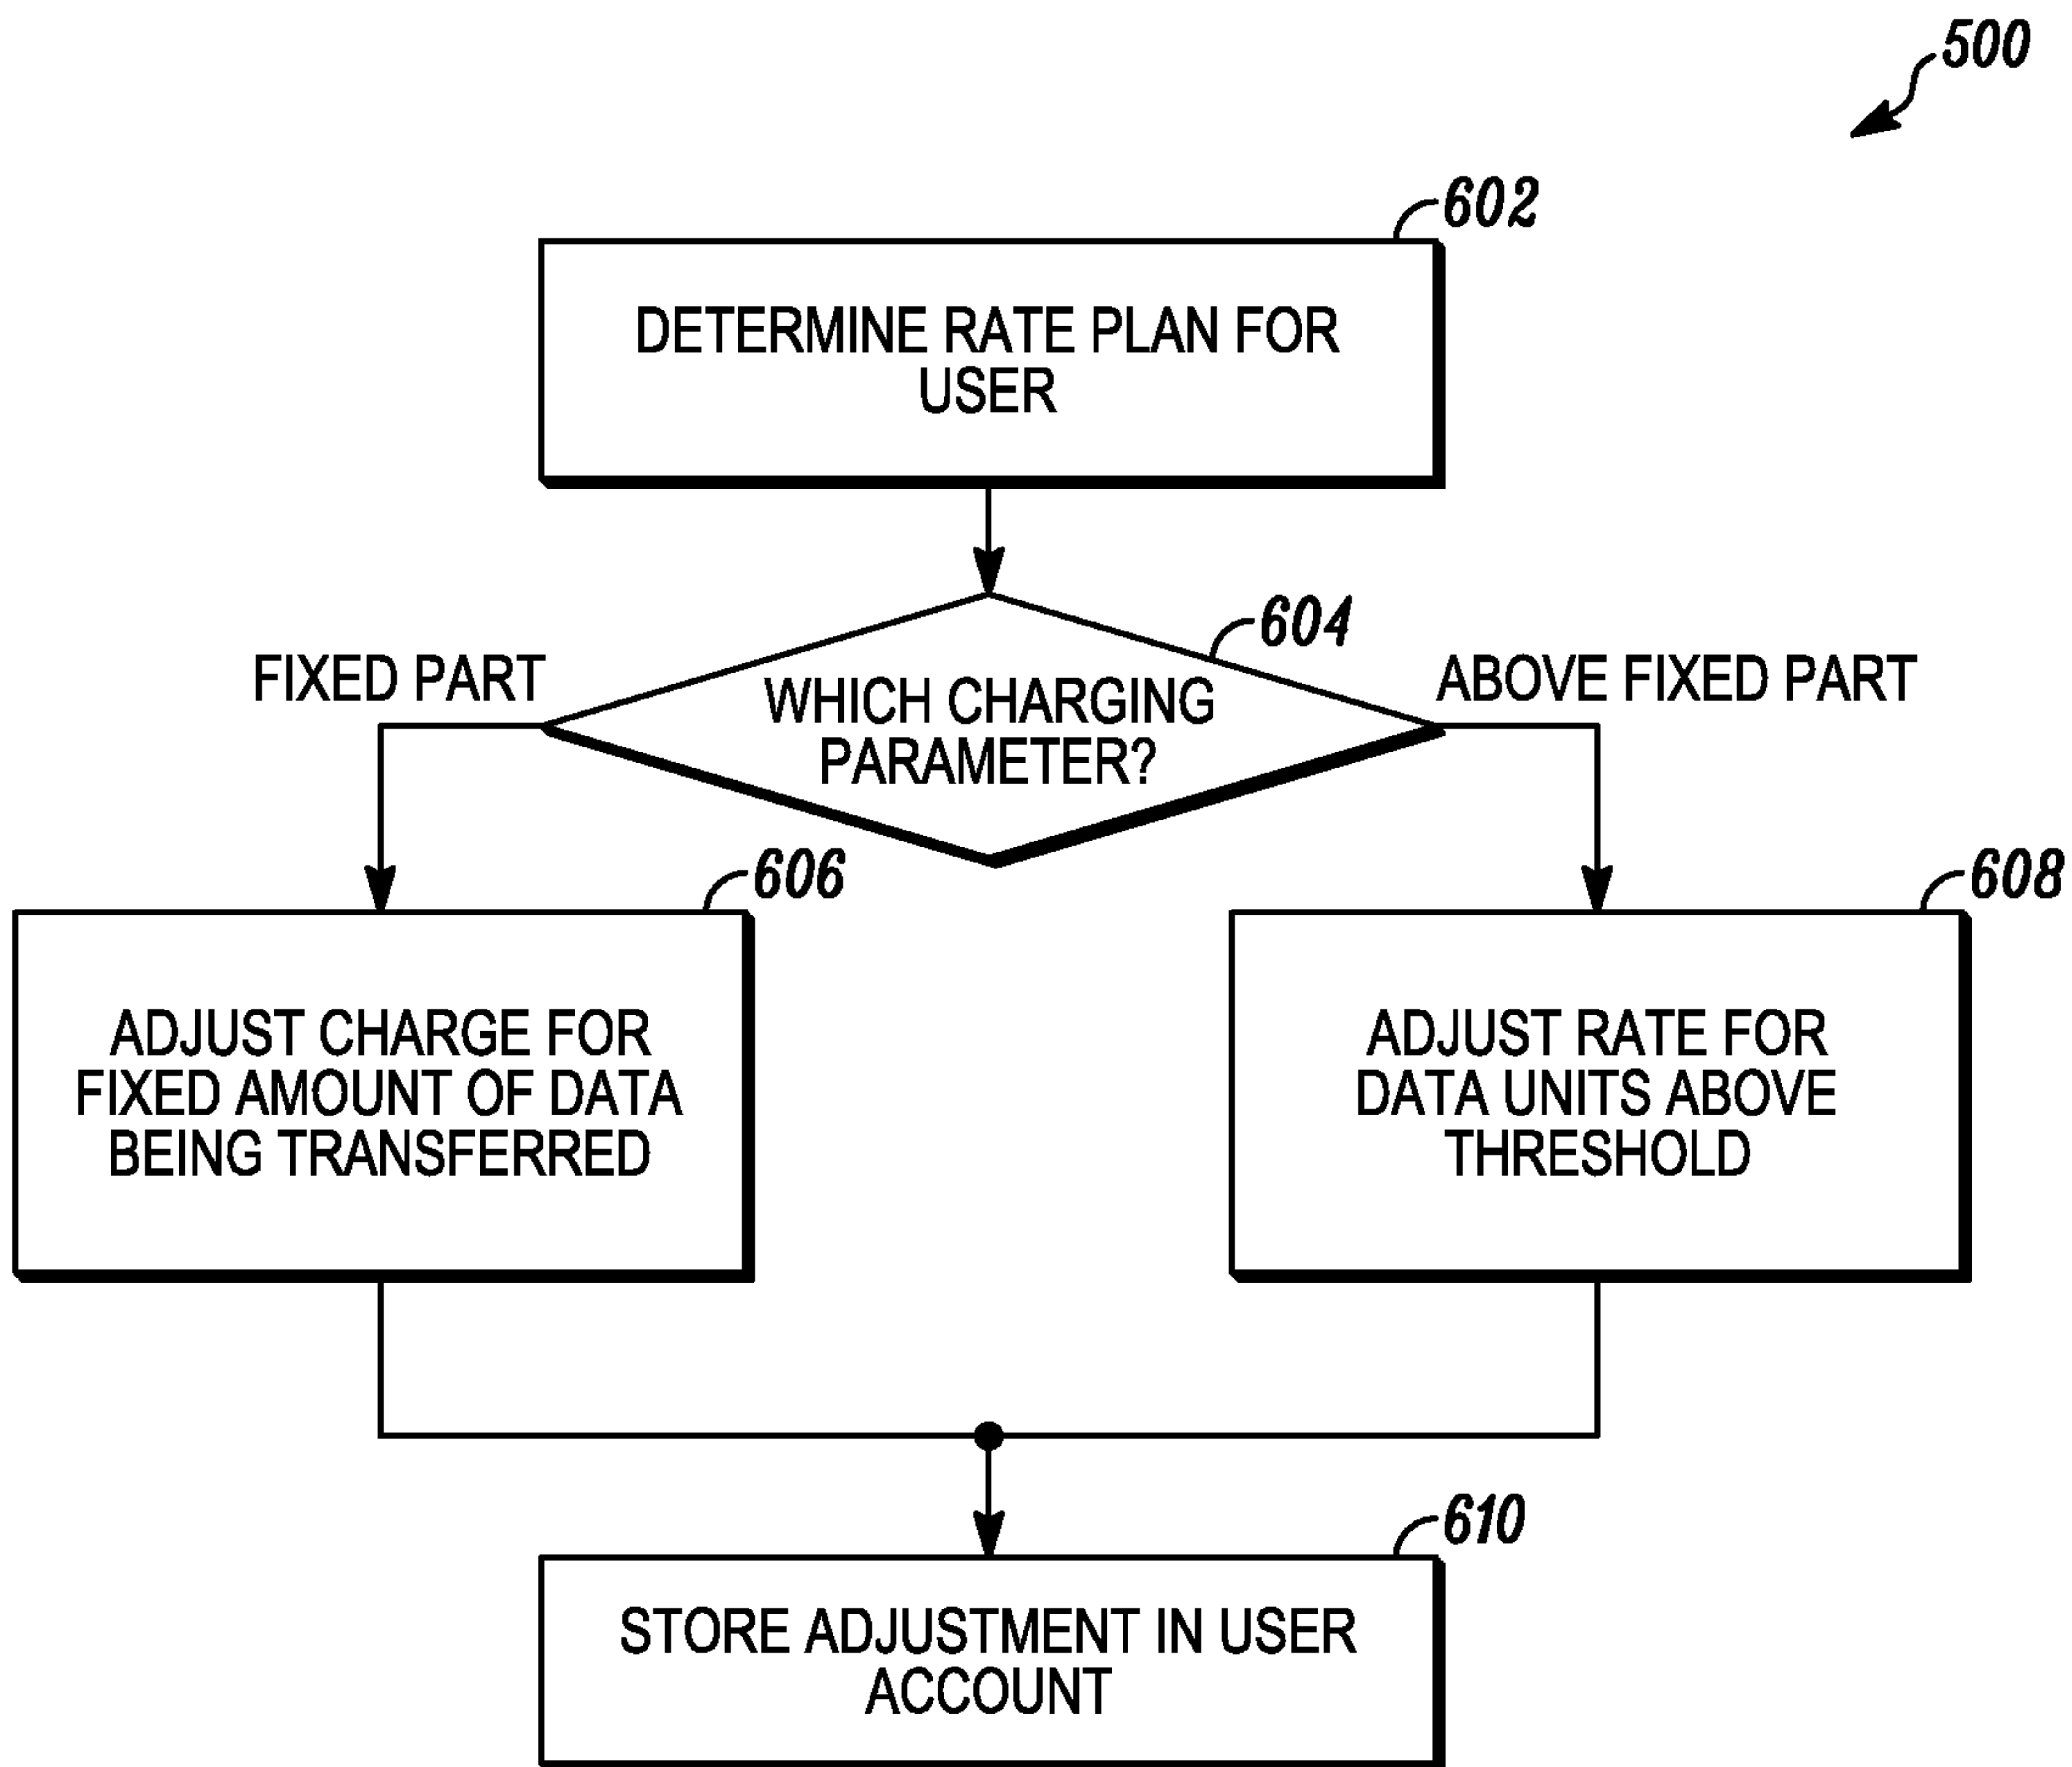 500
602
DETERMINE RATE PLAN FOR
USER
604
FIXED PART
WHICH CHARGING
PARAMETER?
ABOVE FIXED PART
606
ADJUST CHARGE FOR
FIXED AMOUNT OF DATA
BEING TRANSFERRED
608
ADJUST RATE FOR
DATA UNITS ABOVE
THRESHOLD
610
STORE ADJUSTMENT IN USER
ACCOUNT